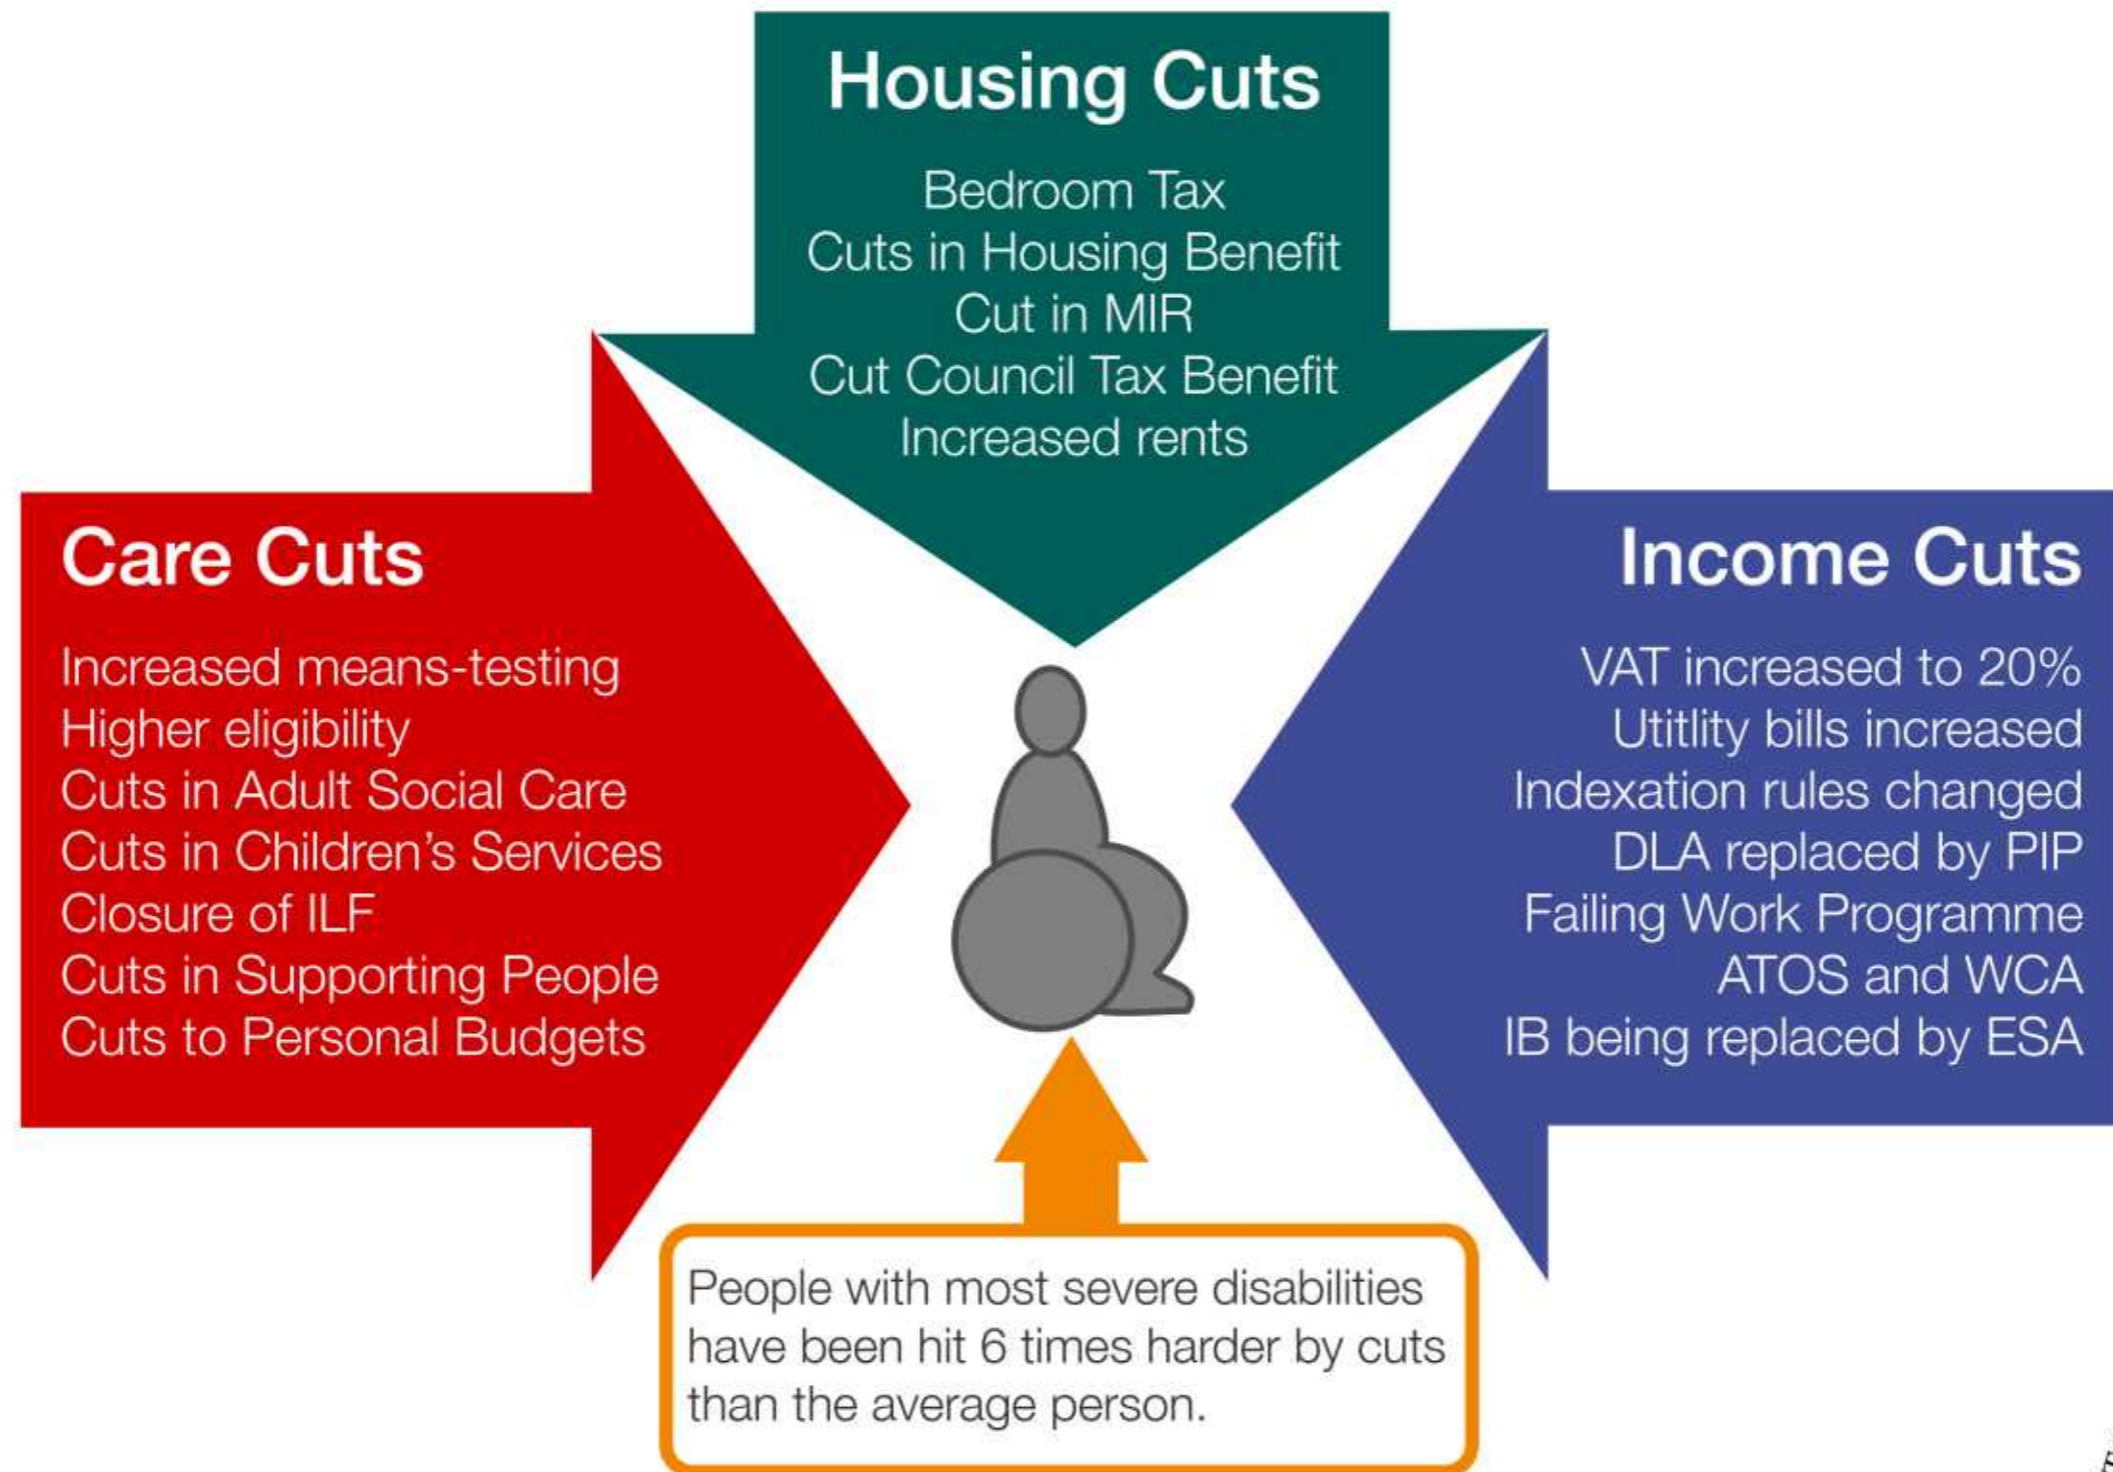 Housing Cuts
Bedroom Tax
Cuts in Housing Benefit
Cut in MIR
Cut Council Tax Benefit
Increased rents
Care Cuts
Increased means-testing
Higher eligibility
Cuts in Adult Social Care
Cuts in Children's Services
Closure of ILF
Cuts in Supporting People
Cuts to Personal Budgets
Income Cuts
VAT increased to 20%
Utitlity bills increased
Indexation rules changed
DLA replaced by PIP
Failing Work Programme
ATOS and WCA
IB being replaced by ESA
People with most severe disabilities
have been hit 6 times harder by cuts
than the average person.